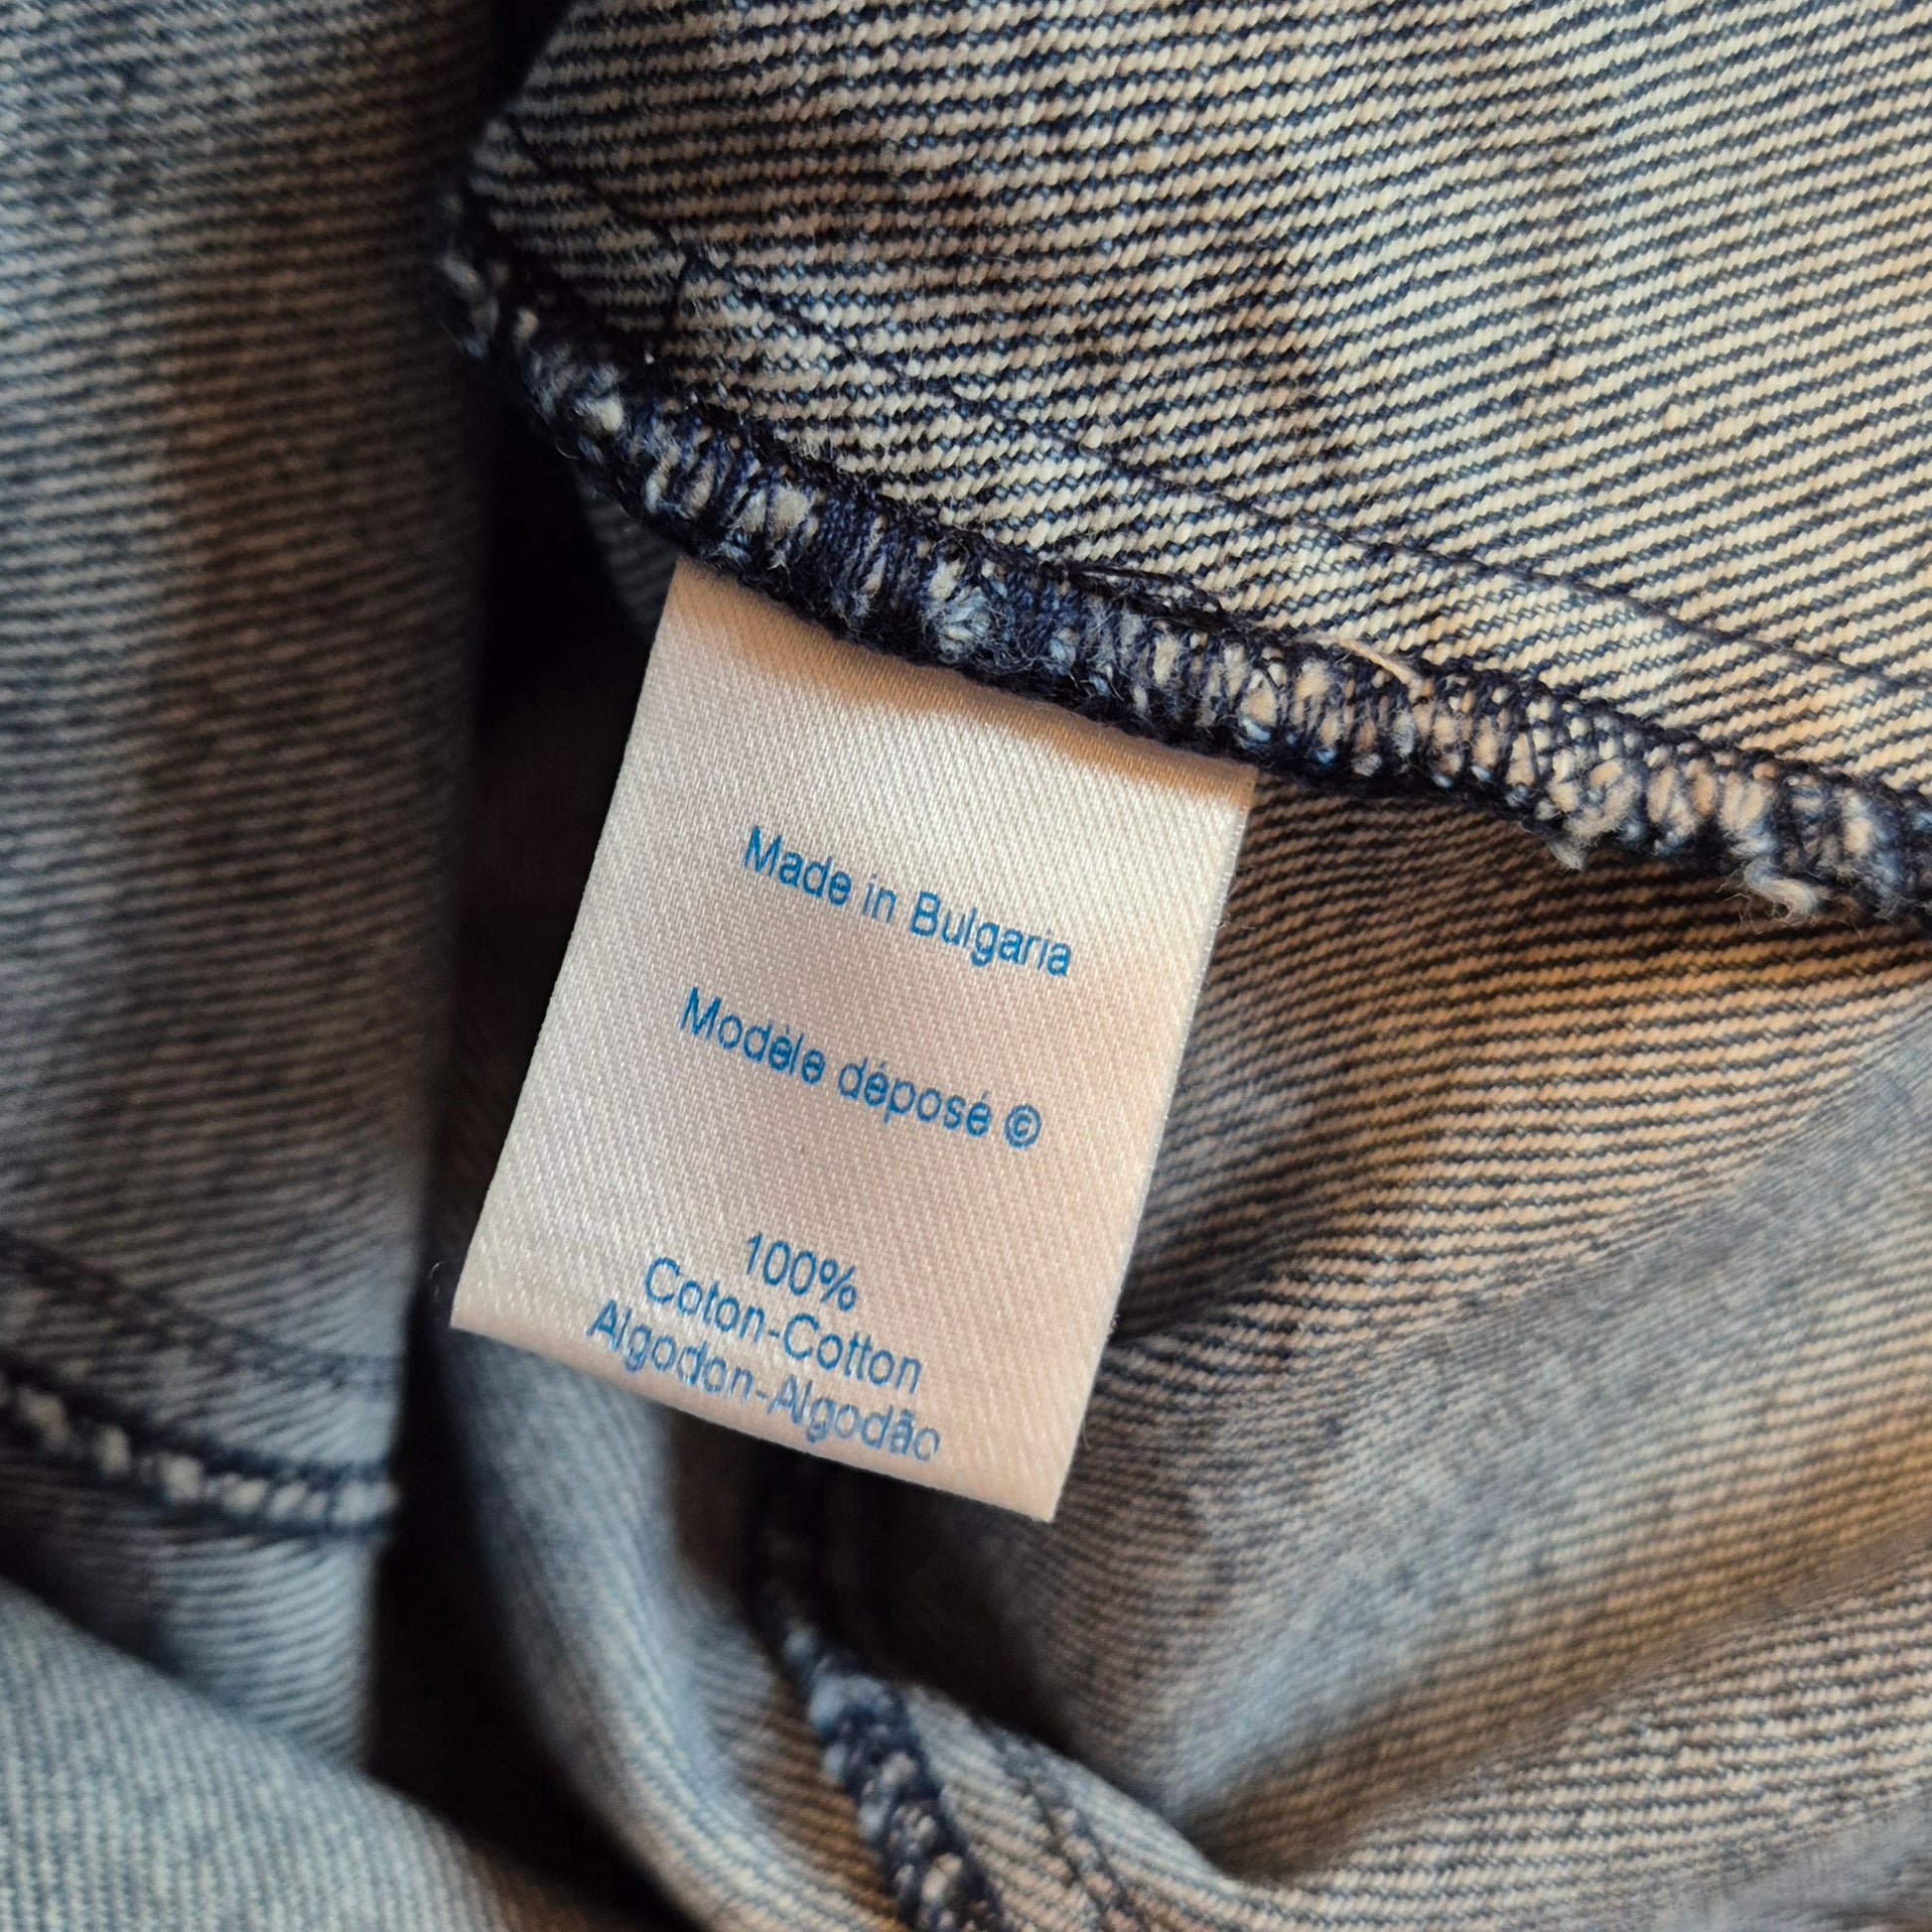 Made in Bulgaria
Modèle déposé ©
100%
Coton-Cotton
Algodon-Algodão